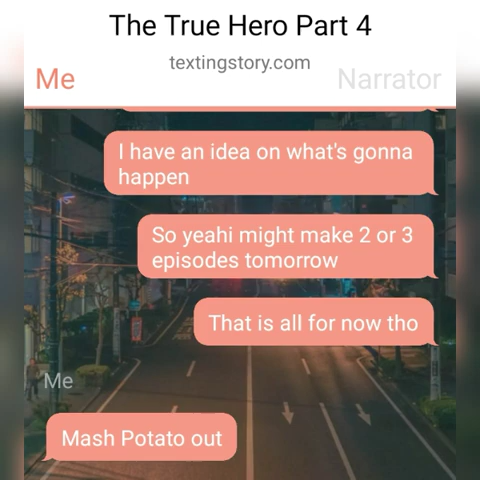 The True Hero Part 4
textingstory.com
Me
Narrator
I have an idea on what's gonna
happen
So yeahi might make 2 or 3
episodes tomorrow
That is all for now tho
Me
Mash Potato out